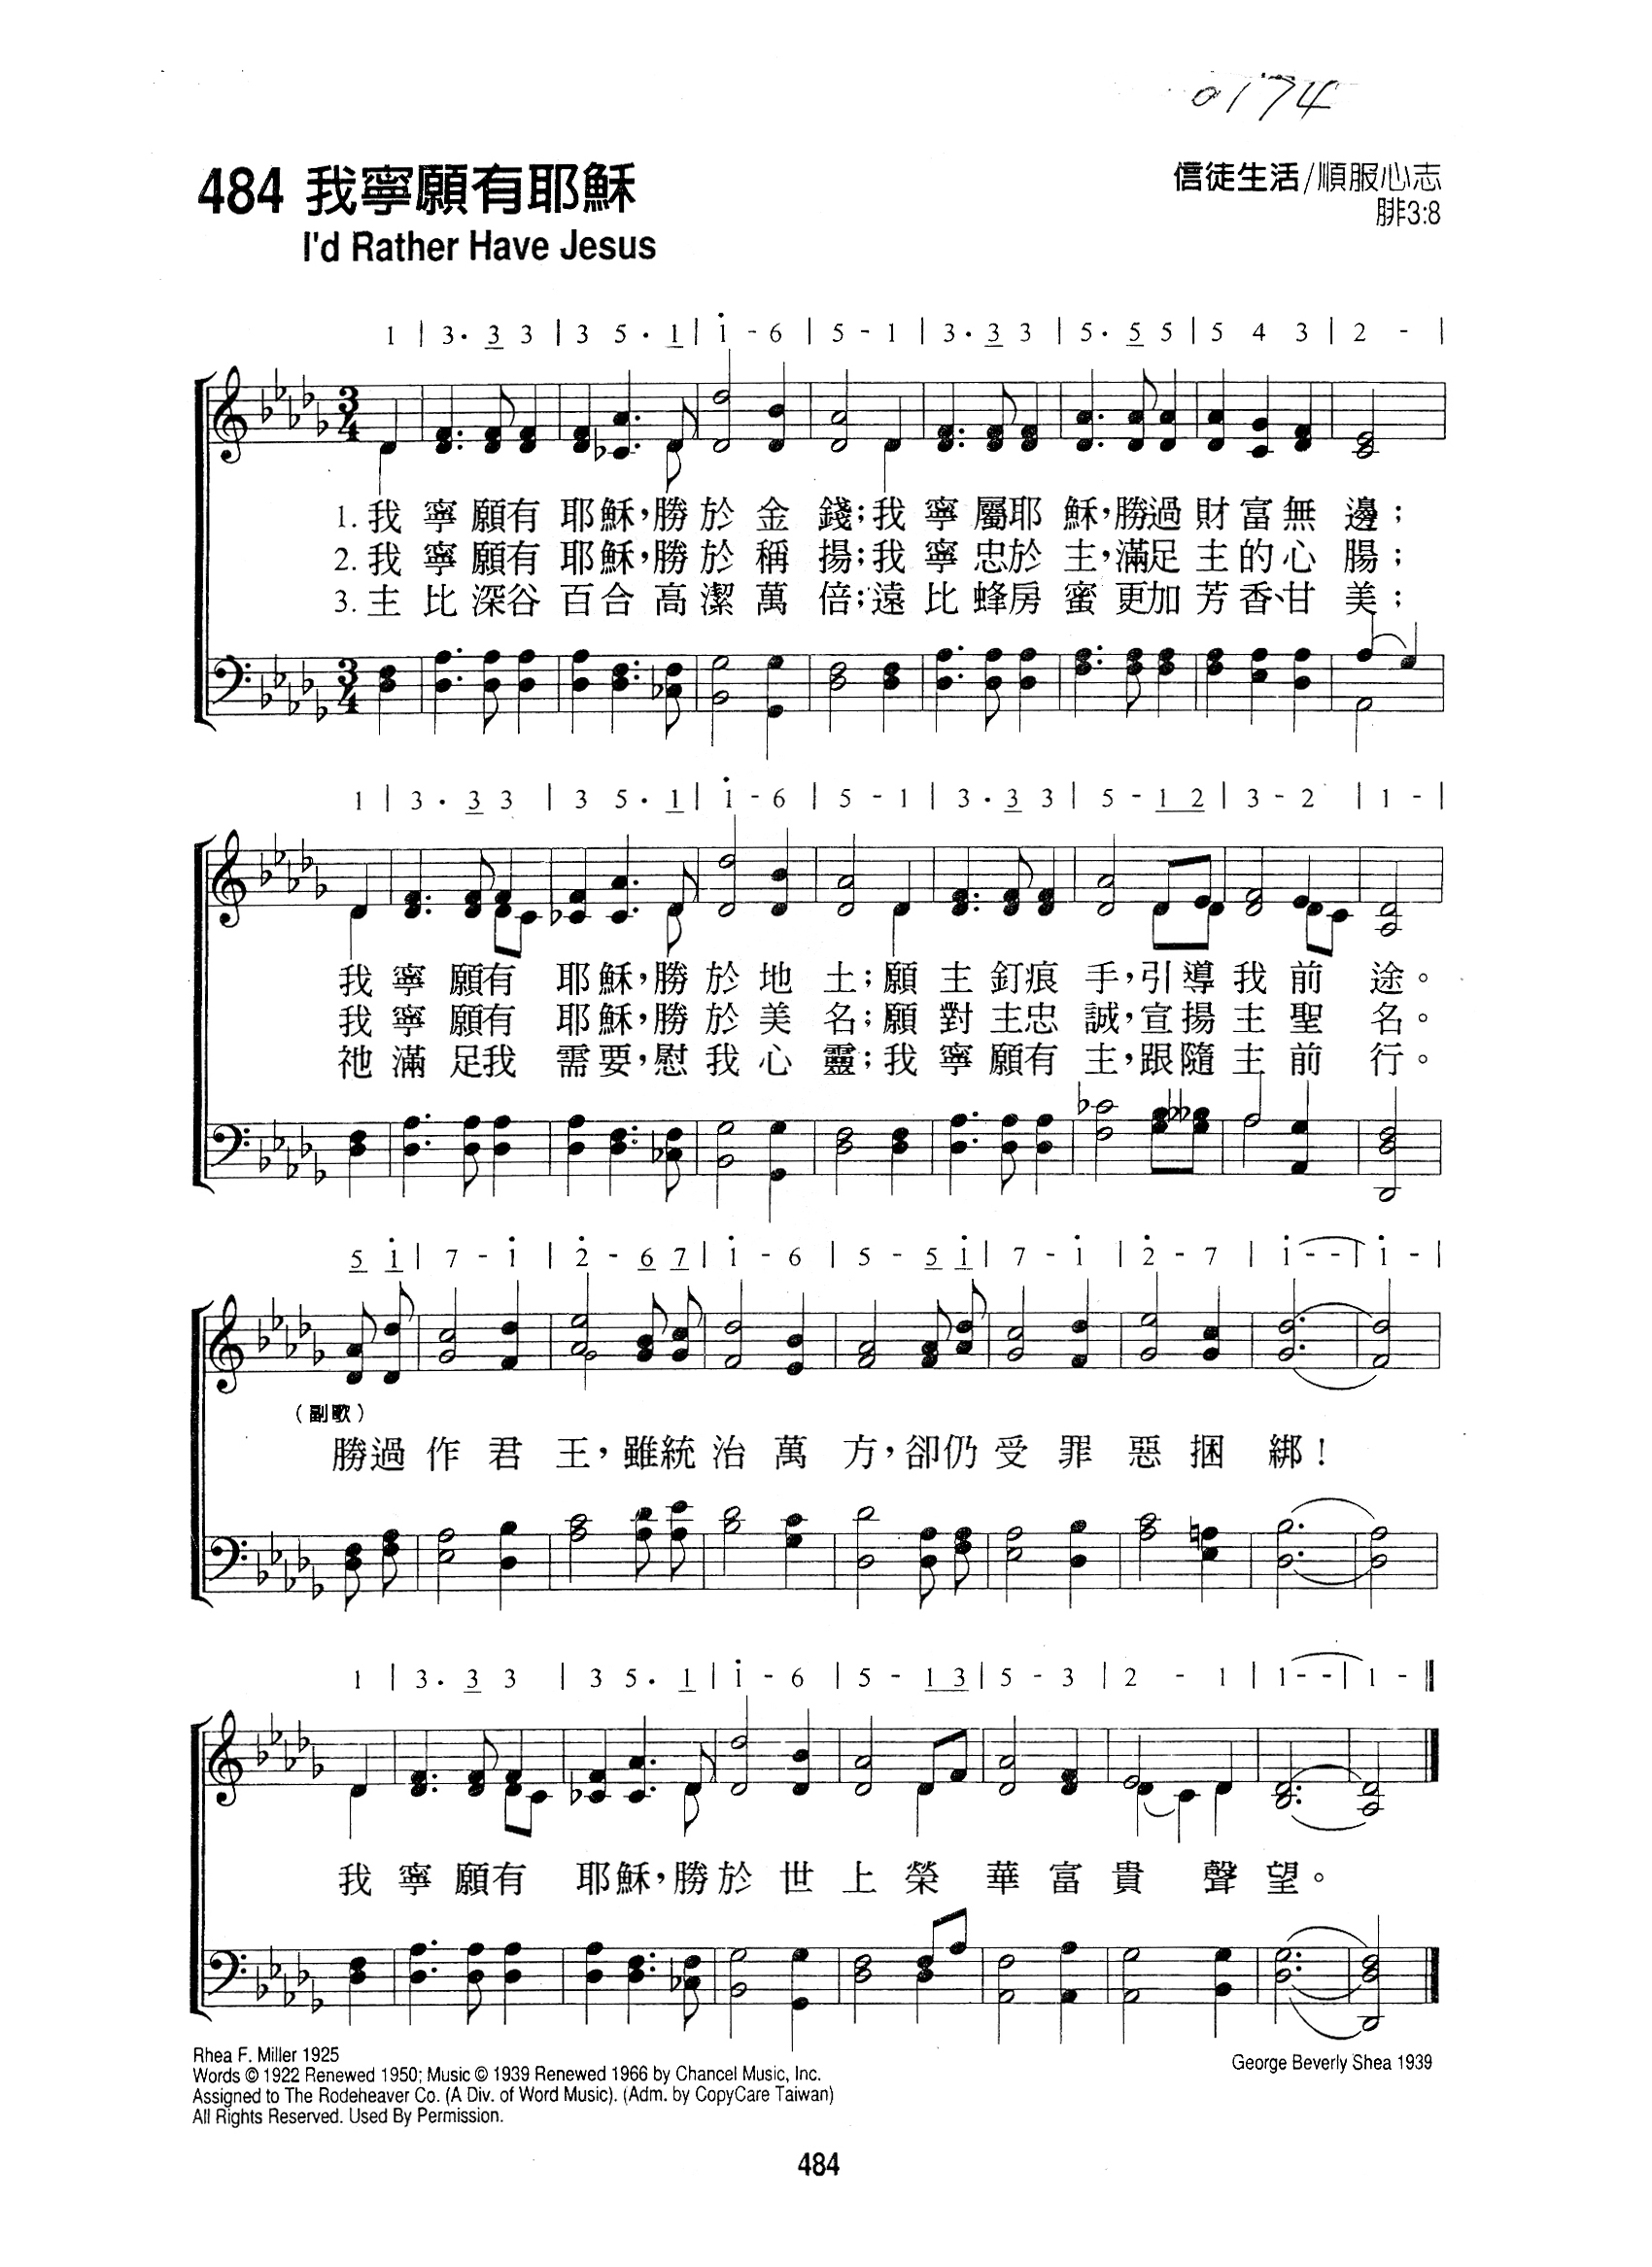 0174
484 我寧願有耶穌
I'd Rather Have Jesus
信徒生活/順服心志
腓3:8
1 | 3 · 3 3 | 3 5 · 1 | i - 6 | 5 - 1 | 3 · 3 3 | 5 · 5 5 | 5 4 3 | 2 - |
3/4
1. 我寧願有耶穌，勝於金錢；我寧屬耶穌，勝過財富無邊；
2. 我寧願有耶穌，勝於稱揚；我寧忠於主，滿足主的心腸；
3. 主比深谷百合高潔萬倍；遠比蜂房蜜更加芳香、甘美；
3/4
1 | 3 · 3 3 | 3 5 · 1 | i - 6 | 5 - 1 | 3 · 3 3 | 5 - 1 2 | 3 - 2 | 1 - |
我寧願有耶穌，勝於地土；願主釘痕手，引導我前途。
我寧願有耶穌，勝於美名；願對主忠誠，宣揚主聖名。
祂滿足我需要，慰我心靈；我寧願有主，跟隨主前行。
5 i | 7 - i | 2̇ - 6 7 | i - 6 | 5 - 5 i | 7 - i | 2̇ - 7 | i - - | i - |
（副歌）
勝過作君王，雖統治萬方，卻仍受罪惡捆綁！
1 | 3 · 3 3 | 3 5 · 1 | i - 6 | 5 - 1 3 | 5 - 3 | 2 - 1 | 1 - - | 1 - ‖
我寧願有耶穌，勝於世上榮華富貴聲望。
Rhea F. Miller 1925
Words © 1922 Renewed 1950; Music © 1939 Renewed 1966 by Chancel Music, Inc.
Assigned to The Rodeheaver Co. (A Div. of Word Music). (Adm. by CopyCare Taiwan)
All Rights Reserved. Used By Permission.
George Beverly Shea 1939
484